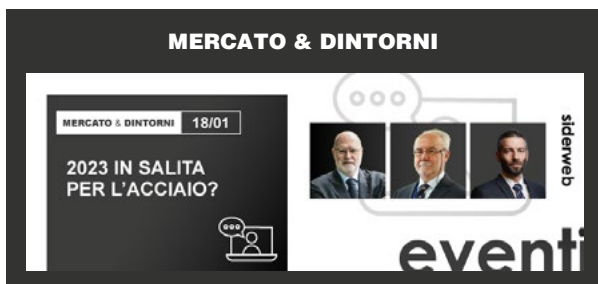 MERCATO & DINTORNI
MERCATO & DINTORNI 18/01
2023 IN SALITA
PER L'ACCIAIO?
siderweb
eventi